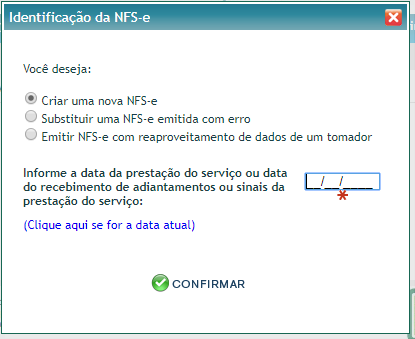 Identificação da NFS-e
Você deseja:
Criar uma nova NFS-e
Substituir uma NFS-e emitida com erro
Emitir NFS-e com reaproveitamento de dados de um tomador
Informe a data da prestação do serviço ou data
do recebimento de adiantamentos ou sinais da
prestação do serviço:
__/__/____
*
(Clique aqui se for a data atual)
CONFIRMAR